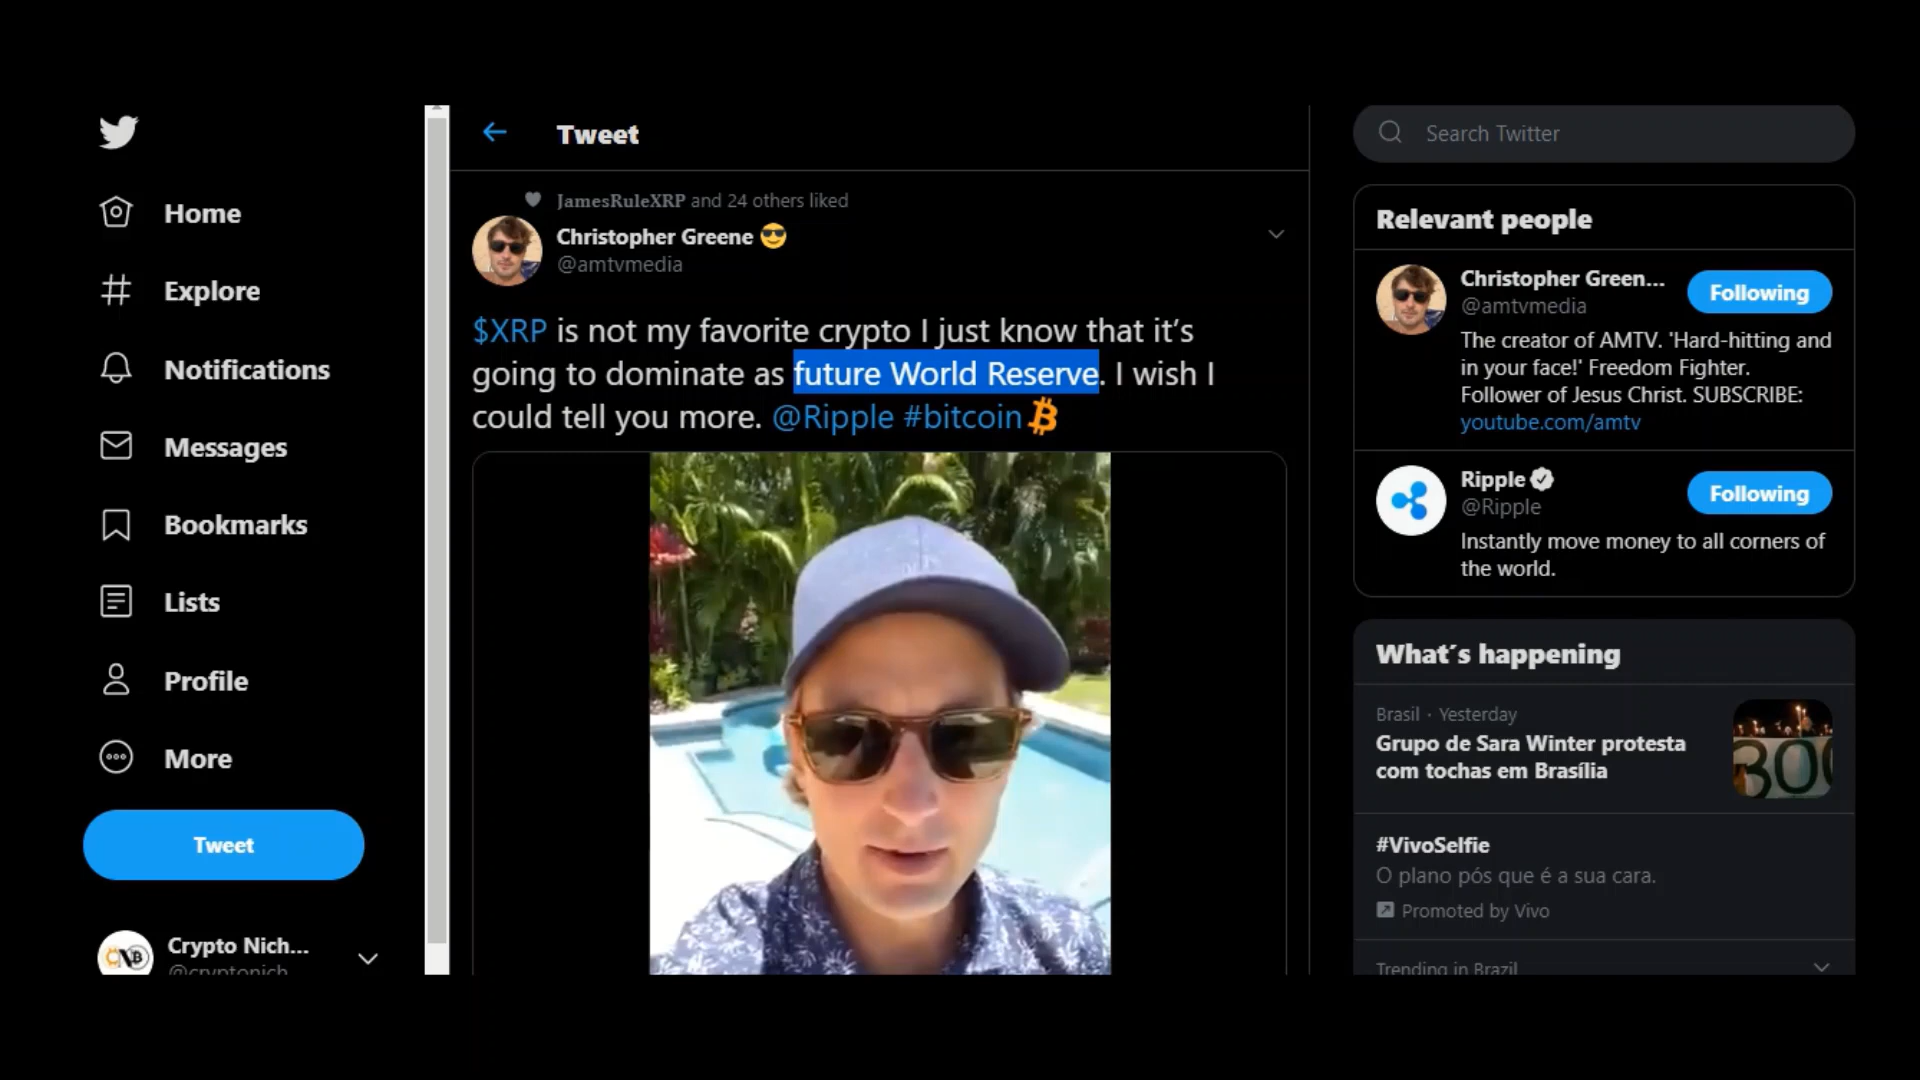 Home
Explore
Notifications
Messages
Bookmarks
Lists
Profile
More
Tweet
Crypto Nich...
@cryptonich
Tweet
JamesRuleXRP and 24 others liked
Christopher Greene 😎
@amtvmedia
$XRP is not my favorite crypto I just know that it's
going to dominate as future World Reserve. I wish I
could tell you more. @Ripple #bitcoin
Search Twitter
Relevant people
Christopher Green...
@amtvmedia
Following
The creator of AMTV. 'Hard-hitting and
in your face!' Freedom Fighter.
Follower of Jesus Christ. SUBSCRIBE:
youtube.com/amtv
Ripple
@Ripple
Following
Instantly move money to all corners of
the world.
What´s happening
Brasil · Yesterday
Grupo de Sara Winter protesta
com tochas em Brasília
300
#VivoSelfie
O plano pós que é a sua cara.
Promoted by Vivo
Trending in Brazil